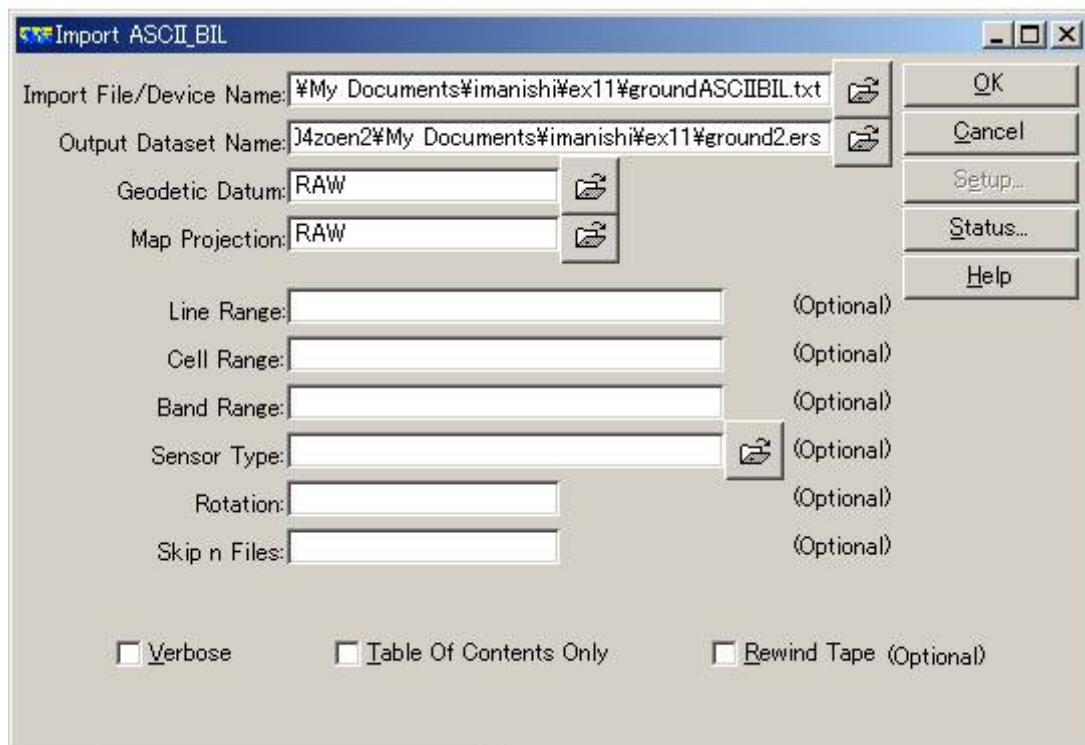 Import ASCII_BIL
Import File/Device Name: ¥My Documents¥imanishi¥ex11¥groundASCIIBIL.txt
OK
Output Dataset Name: 04zoen2¥My Documents¥imanishi¥ex11¥ground2.ers
Cancel
Geodetic Datum: RAW
Setup...
Map Projection: RAW
Status...
Help
Line Range: (Optional)
Cell Range: (Optional)
Band Range: (Optional)
Sensor Type: (Optional)
Rotation: (Optional)
Skip n Files: (Optional)
Verbose Table Of Contents Only Rewind Tape (Optional)